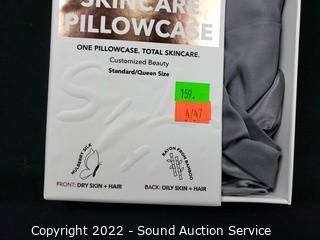 SKINCARE
PILLOWCASE
ONE PILLOWCASE. TOTAL SKINCARE.
Customized Beauty
Standard/Queen Size
159.
4/47
MULBERRY SILK
RAYON FROM BAMBOO
FRONT: DRY SKIN + HAIR
BACK: OILY SKIN + HAIR
Copyright 2022 - Sound Auction Service